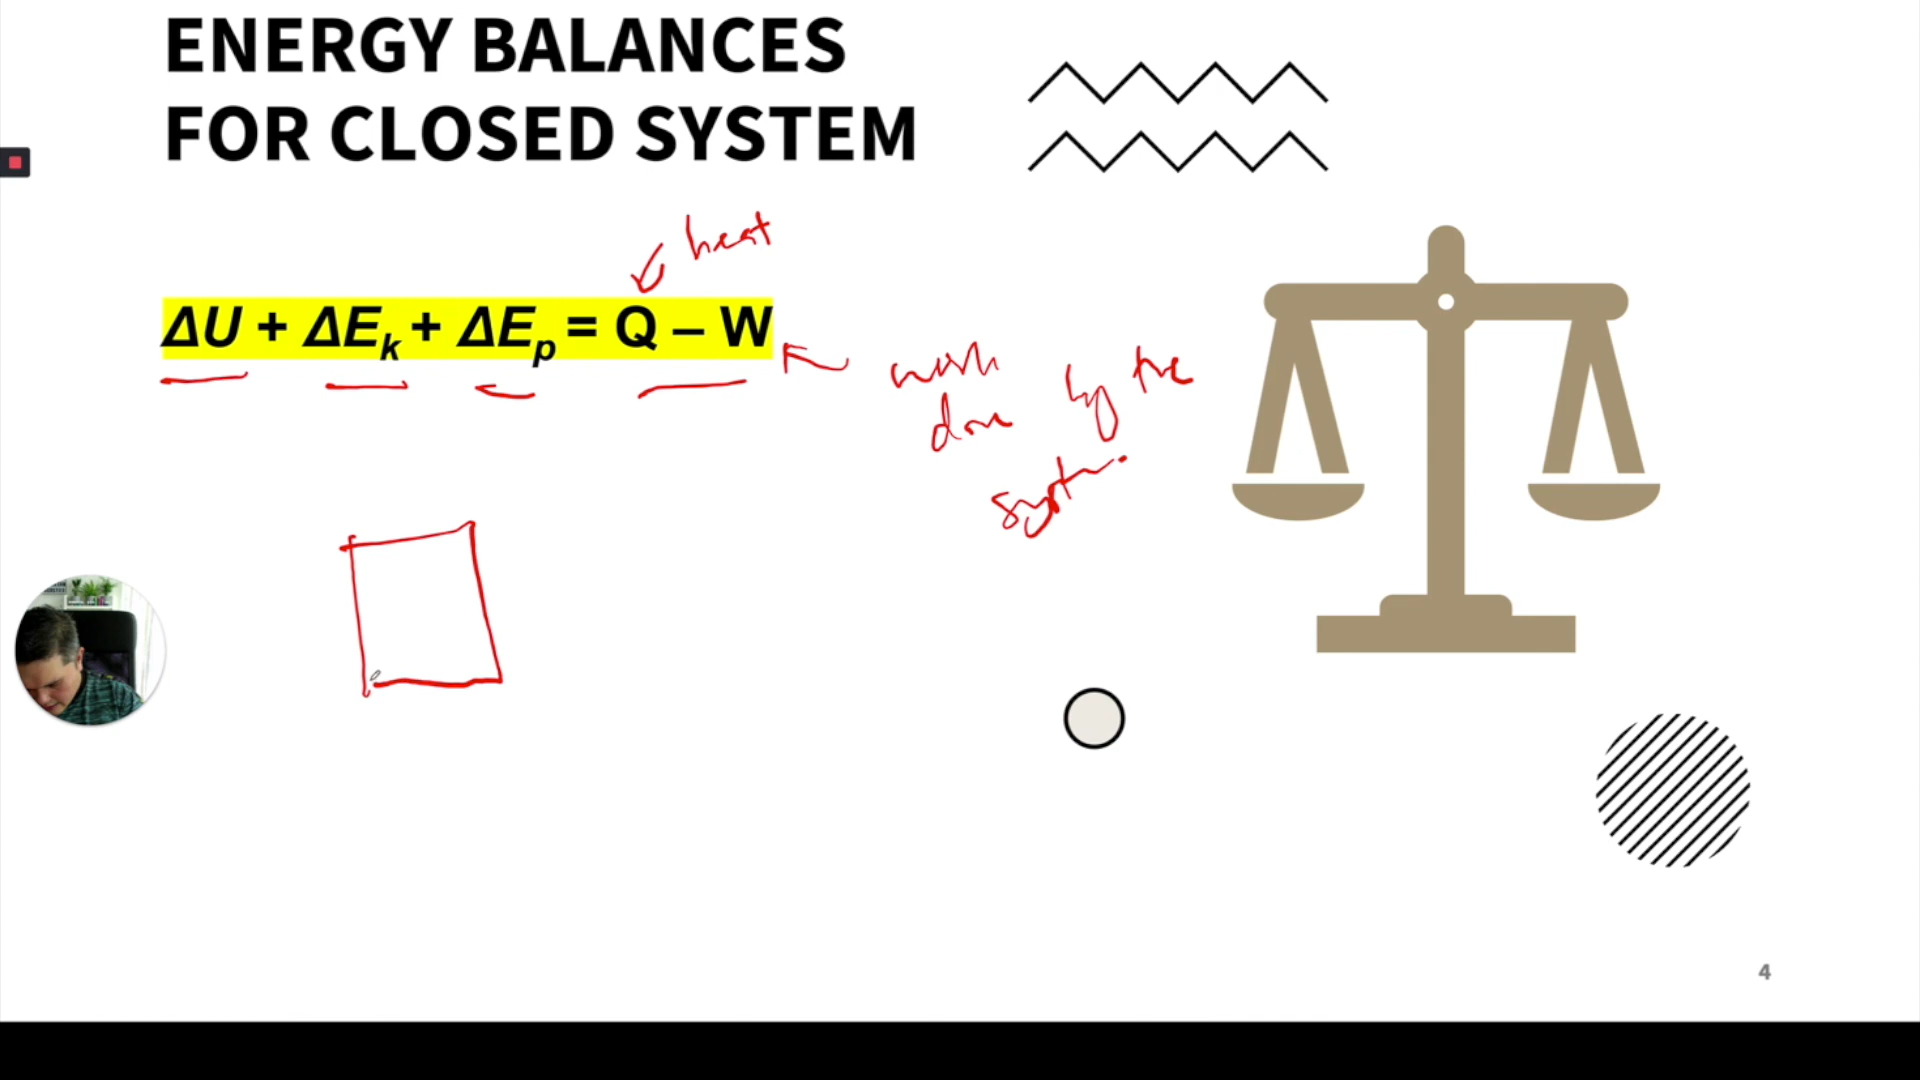 ENERGY BALANCES
FOR CLOSED SYSTEM
heat
ΔU + ΔEₖ + ΔEₚ = Q – W
work
done by the
system.
4